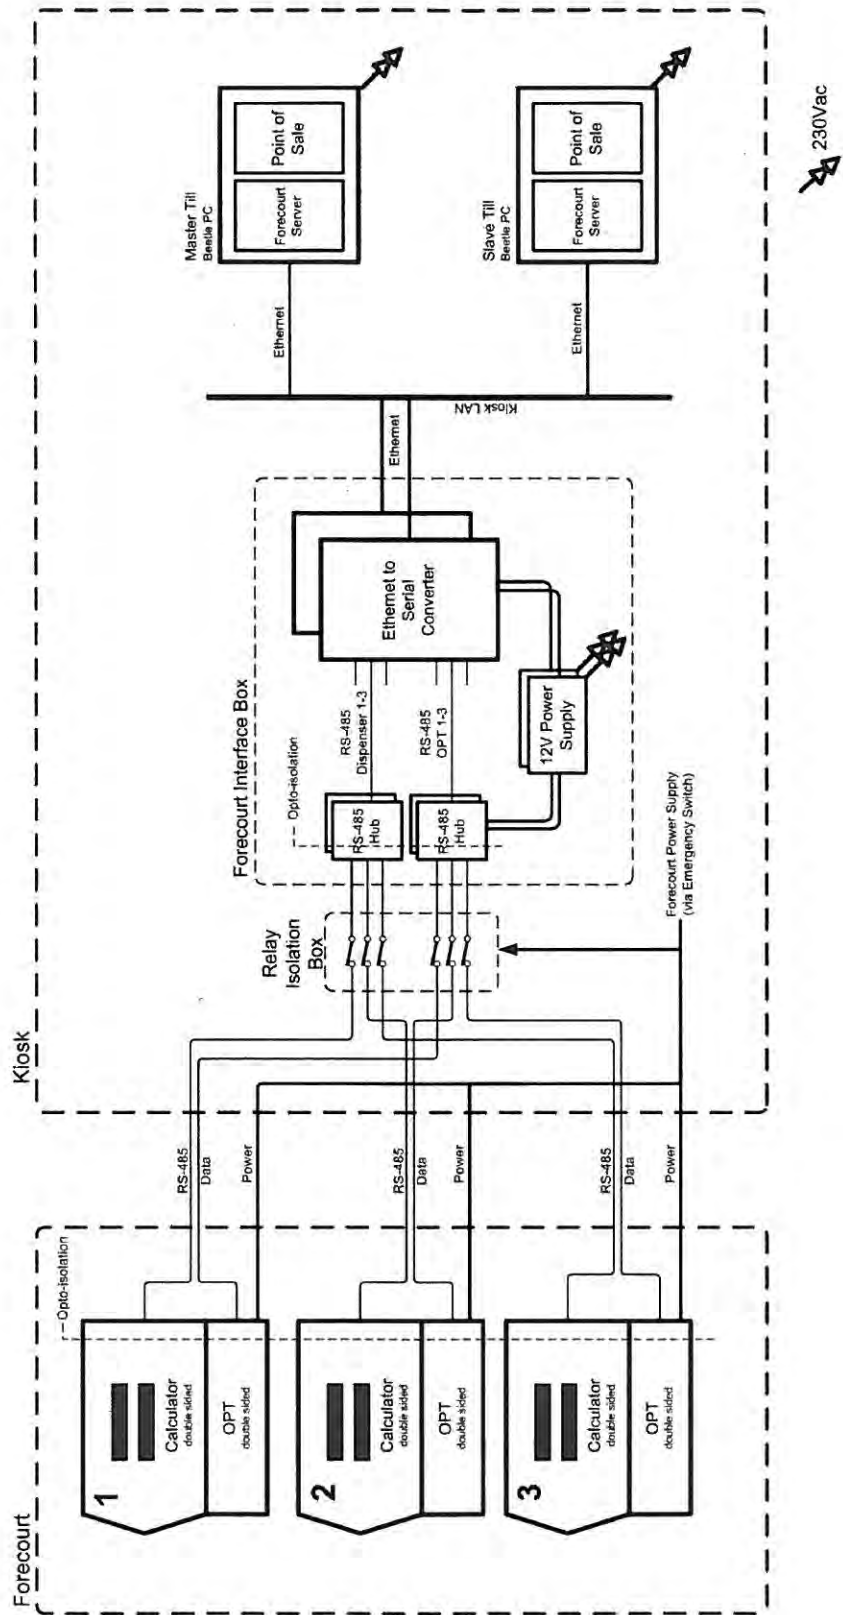 Forecourt
Kiosk
1
Calculator
double sided
OPT
double sided
Opto-isolation
2
Calculator
double sided
OPT
double sided
3
Calculator
double sided
OPT
double sided
RS-485
Data
Power
RS-485
Data
Power
RS-485
Data
Power
Relay
Isolation
Box
Forecourt Power Supply
(via Emergency Switch)
Forecourt Interface Box
Opto-isolation
RS-485
Hub
RS-485
Hub
RS-485
Dispenser 1-3
RS-485
OPT 1-3
12V Power
Supply
Ethernet to
Serial
Converter
Ethernet
Kiosk LAN
Ethernet
Ethernet
Master Till
Beetle PC
Forecourt
Server
Point of
Sale
Slave Till
Beetle PC
Forecourt
Server
Point of
Sale
230Vac